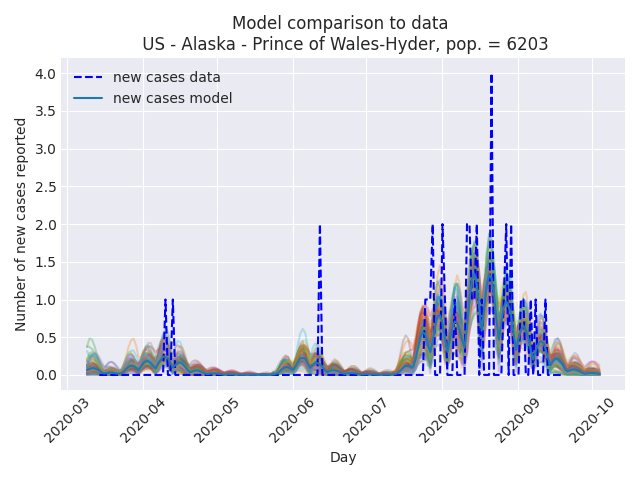 Model comparison to data
US - Alaska - Prince of Wales-Hyder, pop. = 6203
new cases data
new cases model
Number of new cases reported
4.0
3.5
3.0
2.5
2.0
1.5
1.0
0.5
0.0
2020-03
2020-04
2020-05
2020-06
2020-07
2020-08
2020-09
2020-10
Day